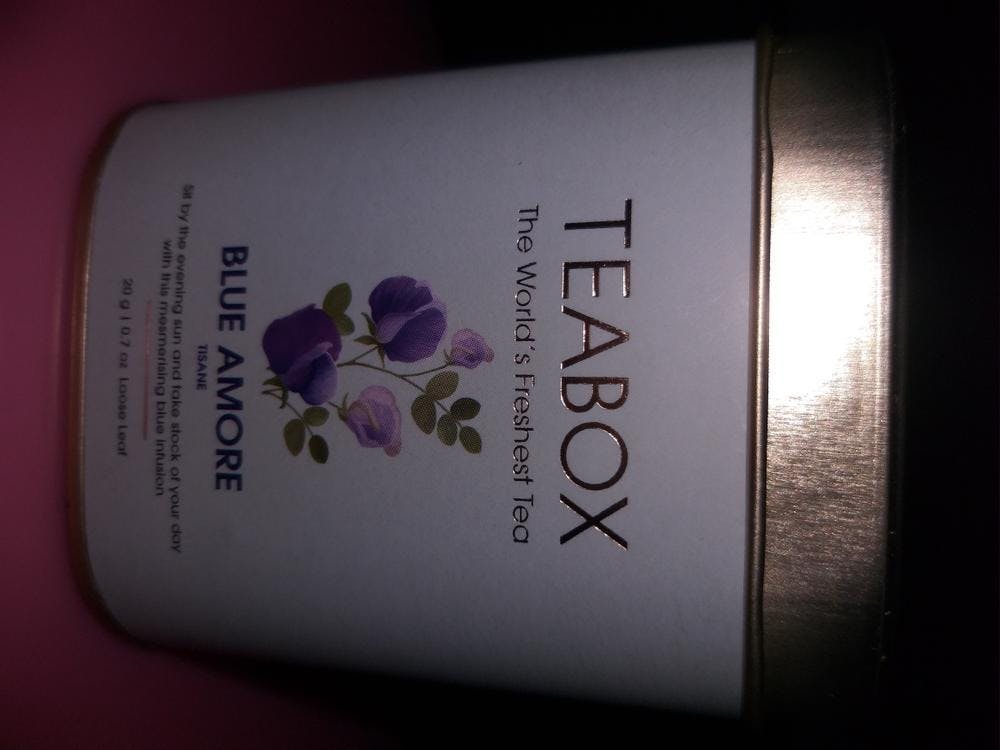 TEABOX
The World's Freshest Tea
BLUE AMORE
TISANE
Sit by the evening sun and take stock of your day
with this mesmerising blue infusion
20 g | 0.7 oz Loose Leaf